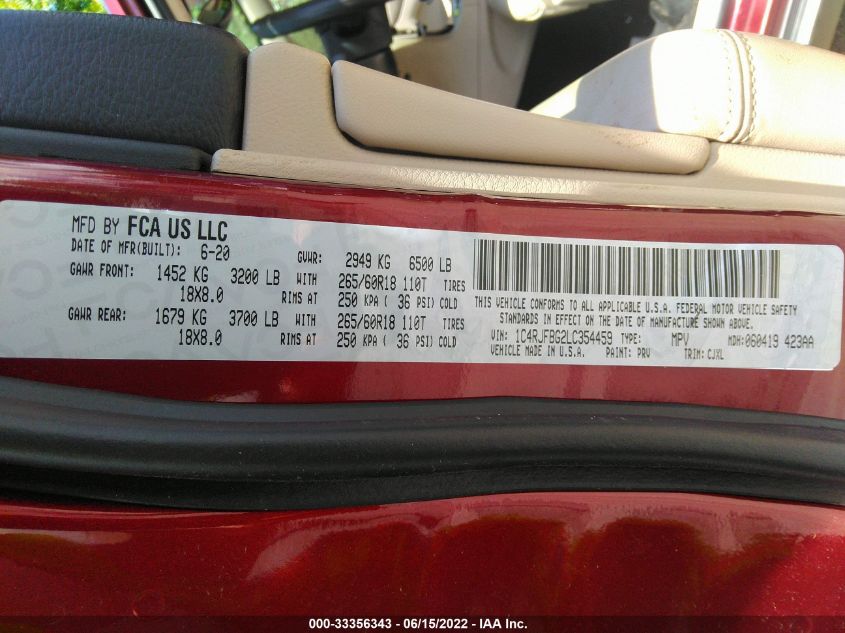 MFD BY FCA US LLC
DATE OF MFR(BUILT): 6-20 GVWR: 2949 KG 6500 LB
GAWR FRONT: 1452 KG 3200 LB WITH 265/60R18 110T TIRES
18X8.0 RIMS AT 250 KPA ( 36 PSI) COLD
GAWR REAR: 1679 KG 3700 LB WITH 265/60R18 110T TIRES
18X8.0 RIMS AT 250 KPA ( 36 PSI) COLD
THIS VEHICLE CONFORMS TO ALL APPLICABLE U.S.A. FEDERAL MOTOR VEHICLE SAFETY
STANDARDS IN EFFECT ON THE DATE OF MANUFACTURE SHOWN ABOVE.
VIN: 1C4RJFBG2LC354459 TYPE: MPV MDH:060419 423AA
VEHICLE MADE IN U.S.A. PAINT: PRV TRIM: CJXL
000-33356343 - 06/15/2022 - IAA Inc.